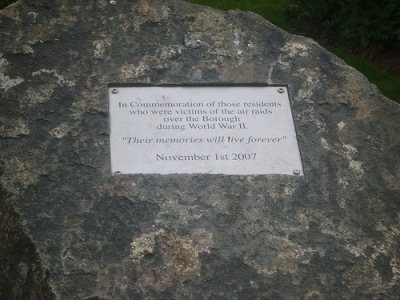 In Commemoration of those residents
who were victims of the air raids
over the Borough
during World War II.
"Their memories will live forever"
November 1st 2007